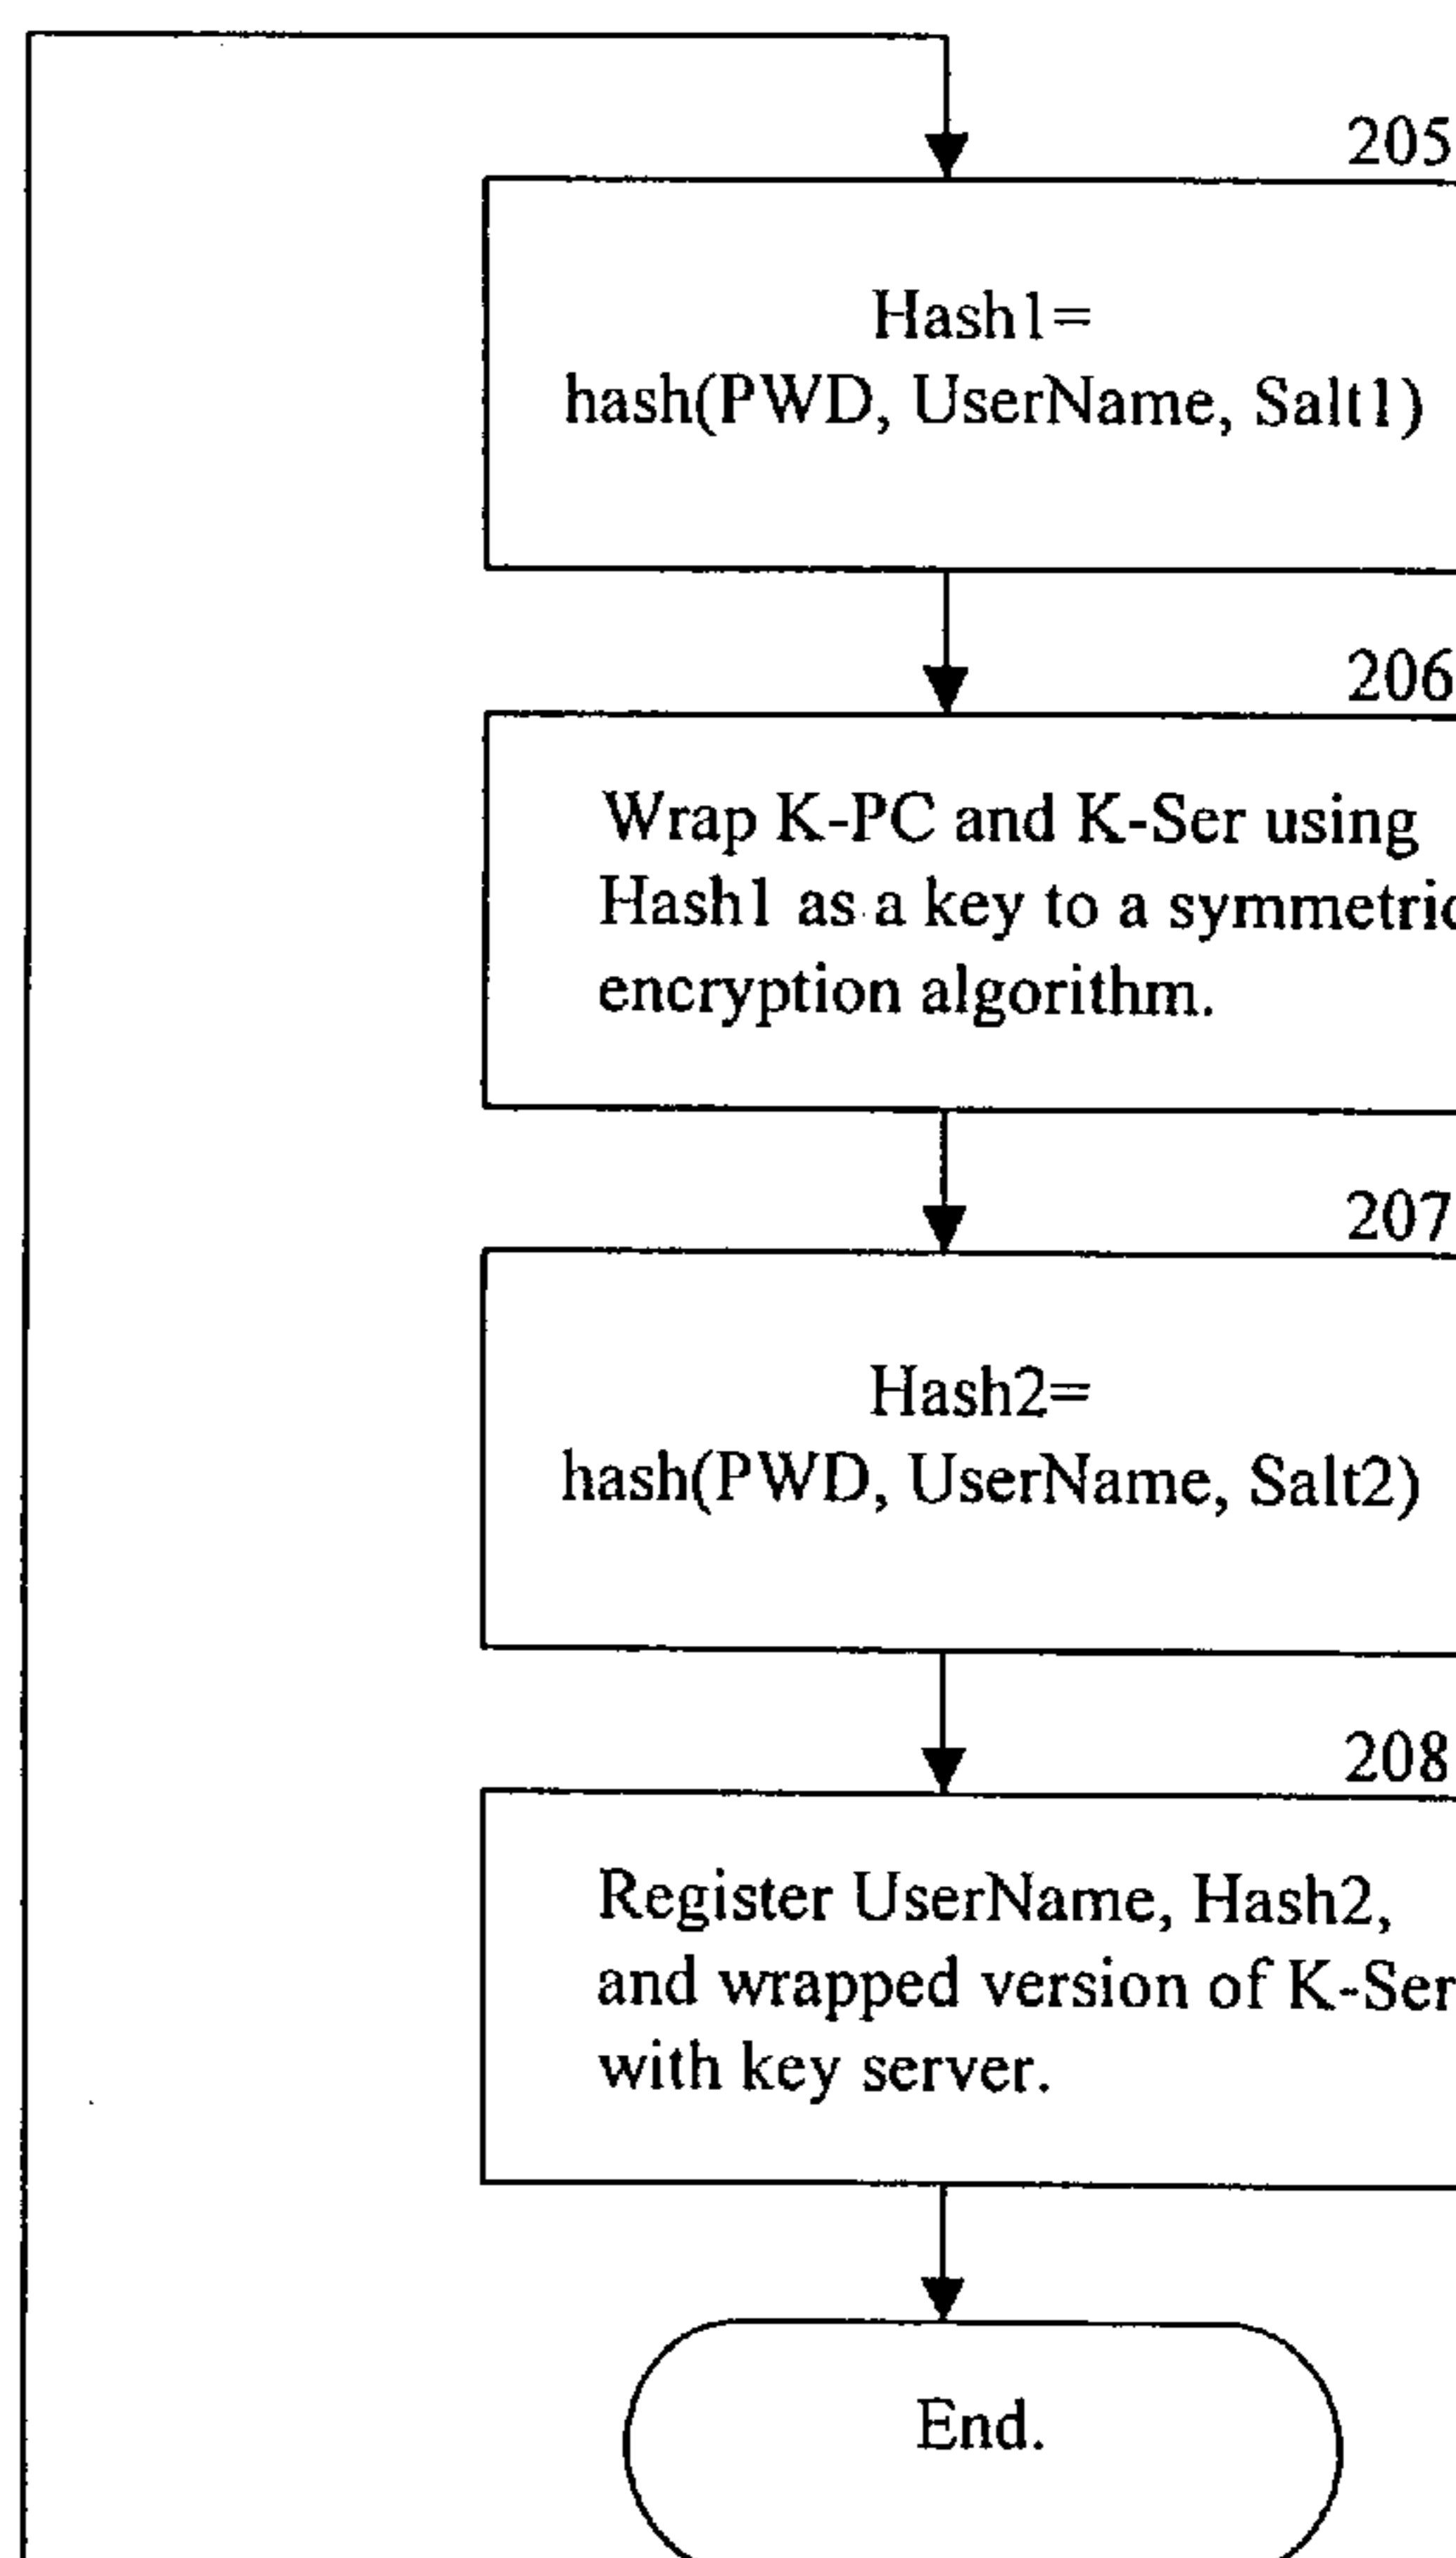 205
Hash1=
hash(PWD, UserName, Salt1)
206
Wrap K-PC and K-Ser using
Hash1 as a key to a symmetric
encryption algorithm.
207
Hash2=
hash(PWD, UserName, Salt2)
208
Register UserName, Hash2,
and wrapped version of K-Ser
with key server.
End.